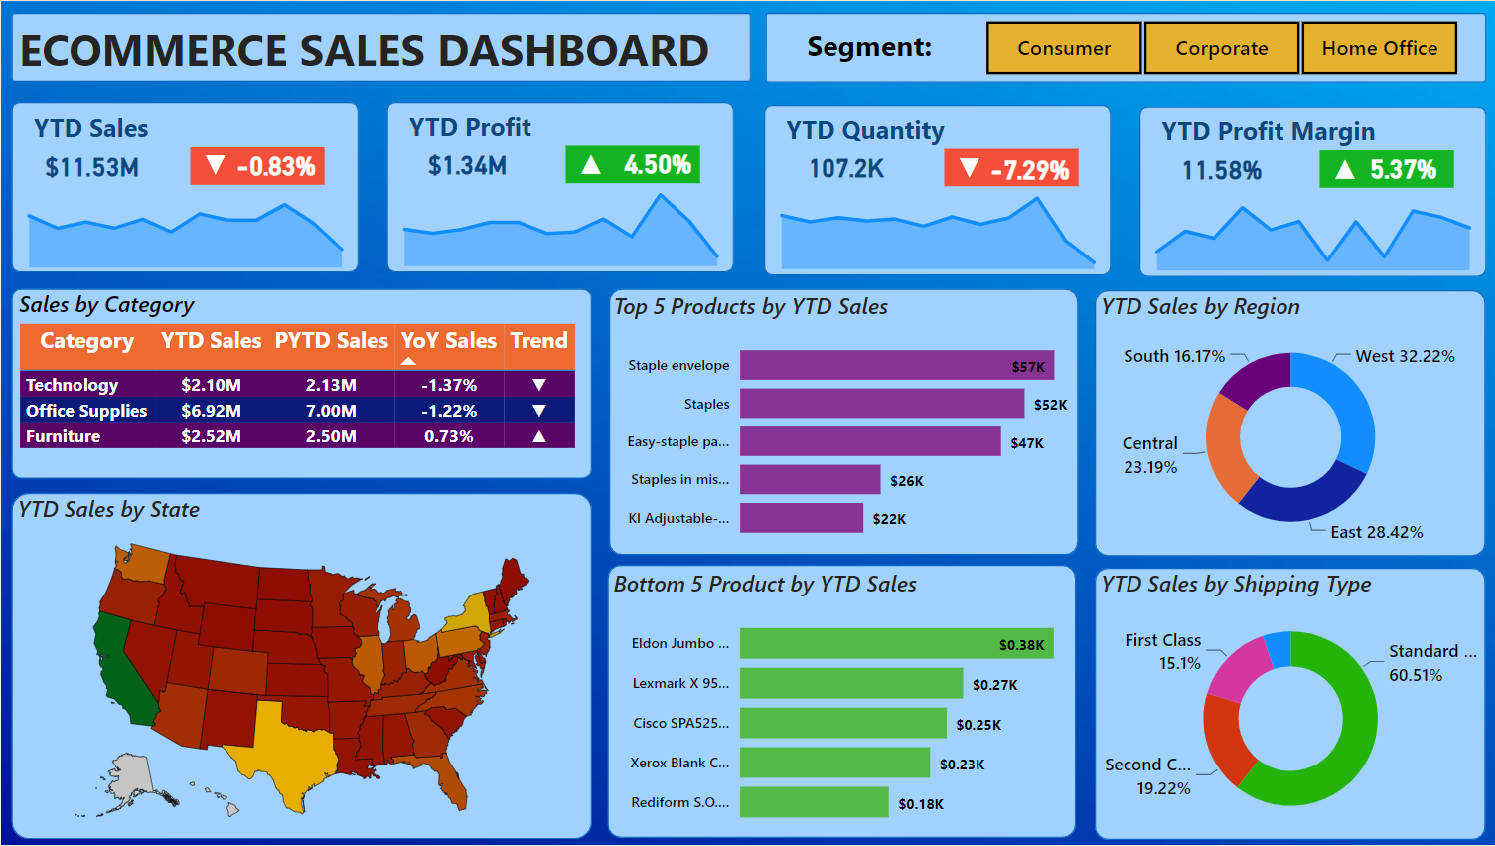 ECOMMERCE SALES DASHBOARD
Segment:
Consumer
Corporate
Home Office
YTD Sales
$11.53M
▼ -0.83%
YTD Profit
$1.34M
▲ 4.50%
YTD Quantity
107.2K
▼ -7.29%
YTD Profit Margin
11.58%
▲ 5.37%
Sales by Category
Category YTD Sales PYTD Sales YoY Sales Trend
Technology $2.10M 2.13M -1.37% ▼
Office Supplies $6.92M 7.00M -1.22% ▼
Furniture $2.52M 2.50M 0.73% ▲
Top 5 Products by YTD Sales
Staple envelope $57K
Staples $52K
Easy-staple pa... $47K
Staples in mis... $26K
KI Adjustable-... $22K
YTD Sales by Region
South 16.17%
West 32.22%
Central
23.19%
East 28.42%
YTD Sales by State
Bottom 5 Product by YTD Sales
Eldon Jumbo ... $0.38K
Lexmark X 95... $0.27K
Cisco SPA525... $0.25K
Xerox Blank C... $0.23K
Rediform S.O.... $0.18K
YTD Sales by Shipping Type
First Class
15.1%
Standard ...
60.51%
Second C...
19.22%